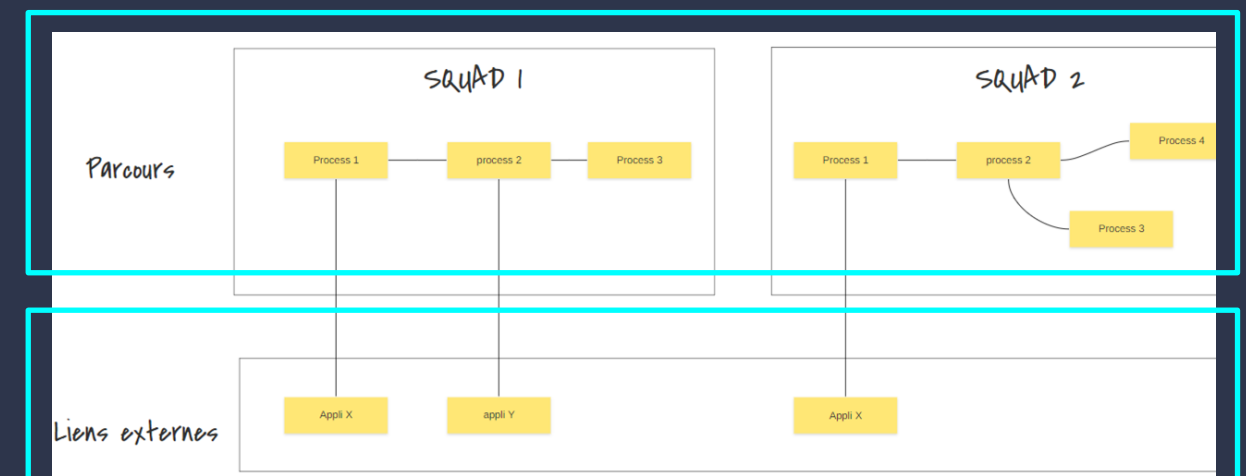 SQUAD 1
SQUAD 2
Parcours
Process 1
process 2
Process 3
Process 1
process 2
Process 4
Process 3
Liens externes
Appli X
appli Y
Appli X